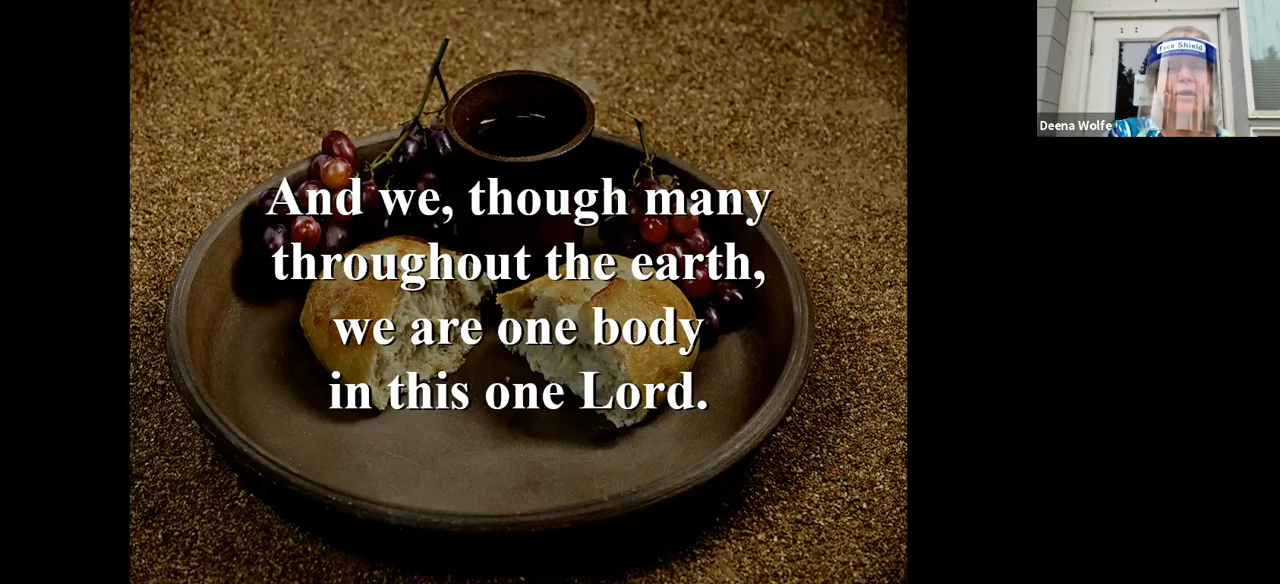 And we, though many
throughout the earth,
we are one body
in this one Lord.
Face Shield
Deena Wolfe